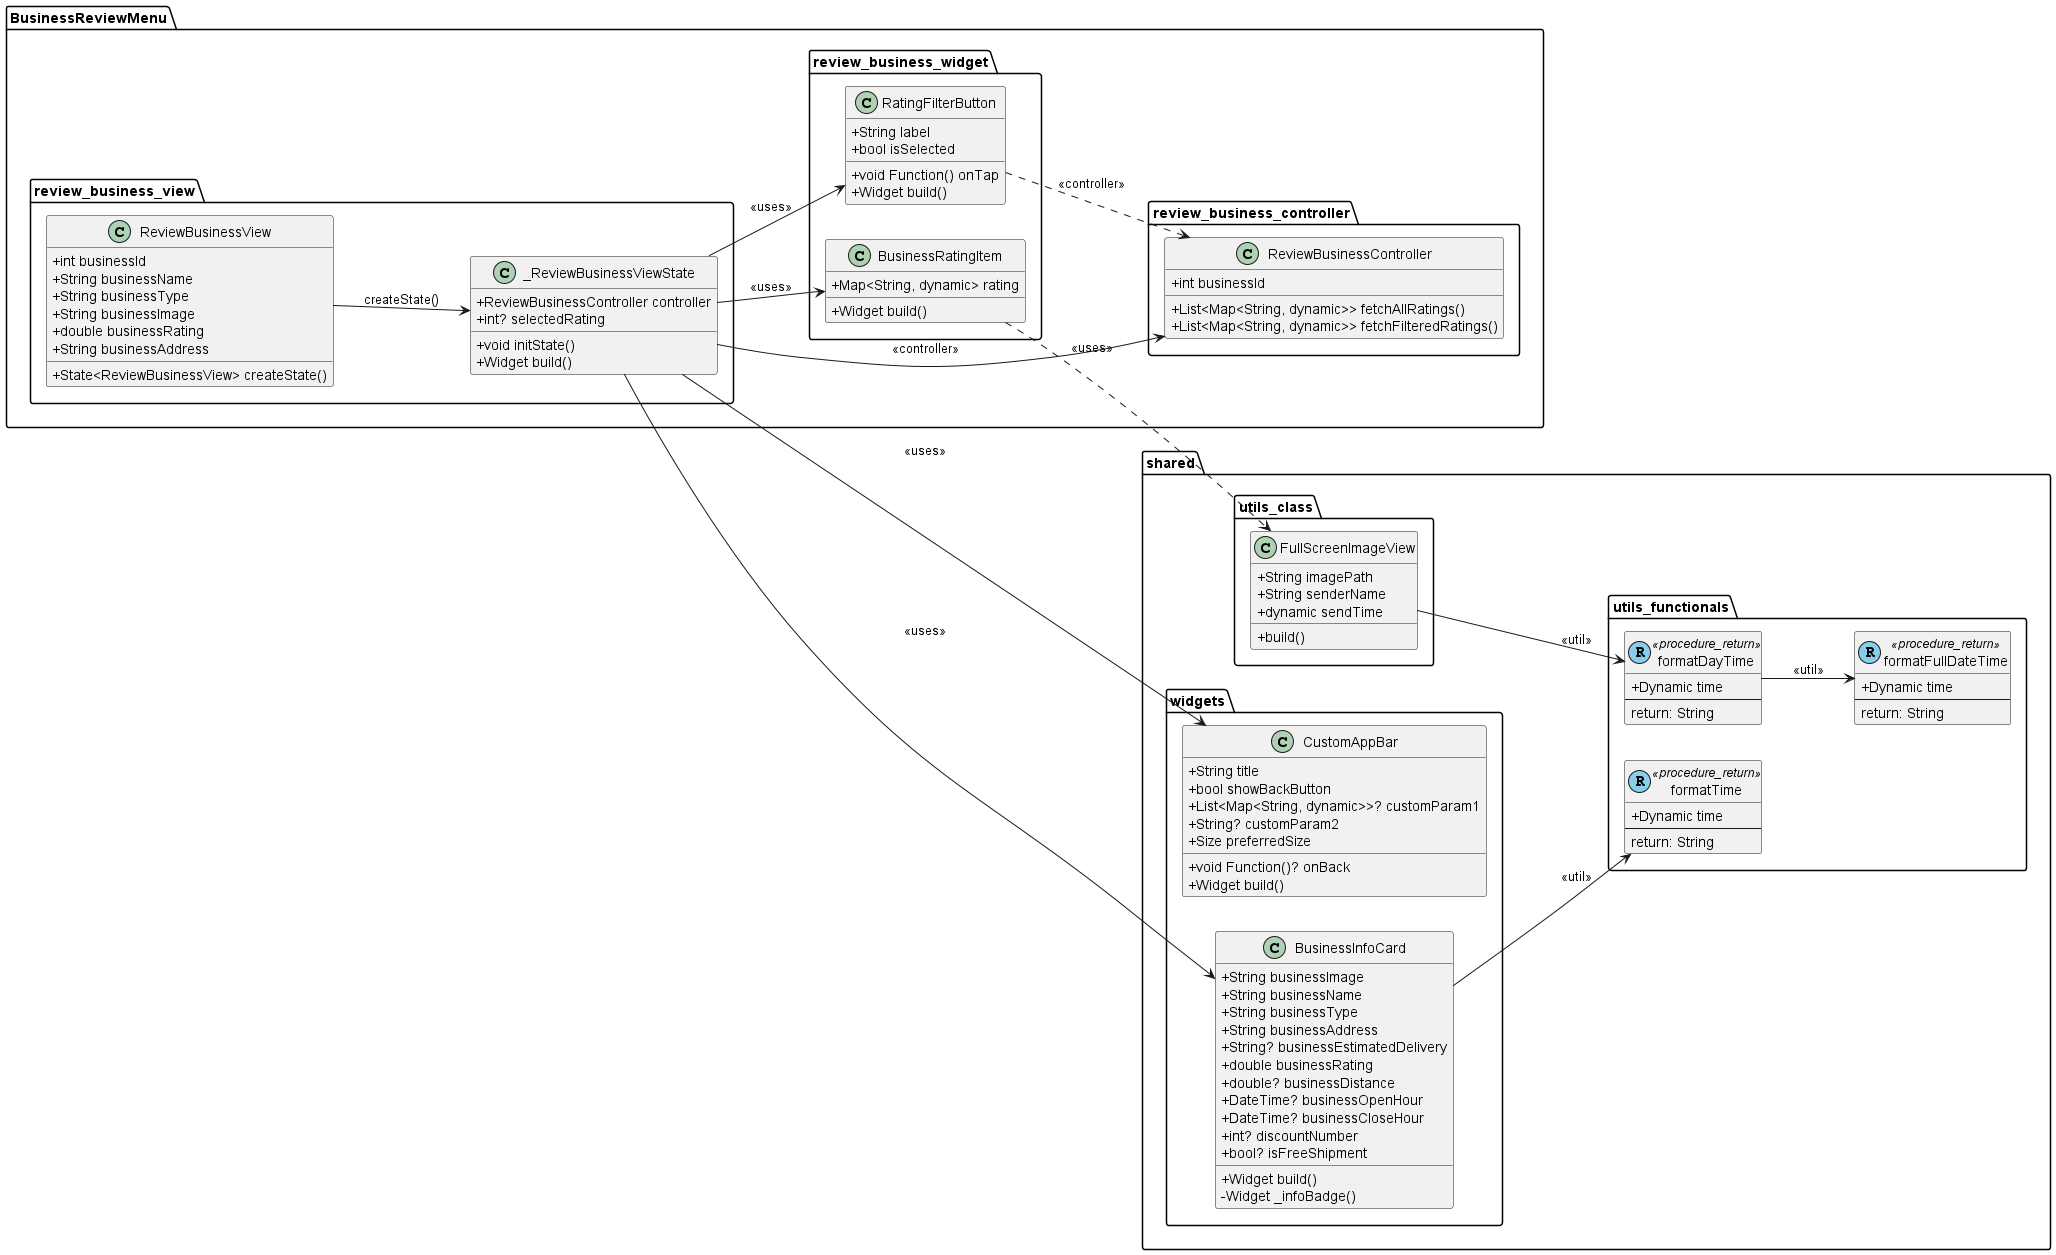 BusinessReviewMenu
review_business_widget
C RatingFilterButton
+String label
+bool isSelected
+void Function() onTap
+Widget build()
«controller»
review_business_view
C ReviewBusinessView
+int businessId
+String businessName
+String businessType
+String businessImage
+double businessRating
+String businessAddress
+State<ReviewBusinessView> createState()
createState()
C _ReviewBusinessViewState
+ReviewBusinessController controller
+int? selectedRating
+void initState()
+Widget build()
«uses»
«uses»
C BusinessRatingItem
+Map<String, dynamic> rating
+Widget build()
review_business_controller
C ReviewBusinessController
+int businessId
+List<Map<String, dynamic>> fetchAllRatings()
+List<Map<String, dynamic>> fetchFilteredRatings()
«controller»
«uses»
«uses»
«uses»
shared
utils_class
C FullScreenImageView
+String imagePath
+String senderName
+dynamic sendTime
+build()
«util»
utils_functionals
R «procedure_return»
formatDayTime
+Dynamic time
return: String
«util»
R «procedure_return»
formatFullDateTime
+Dynamic time
return: String
R «procedure_return»
formatTime
+Dynamic time
return: String
«util»
widgets
C CustomAppBar
+String title
+bool showBackButton
+List<Map<String, dynamic>>? customParam1
+String? customParam2
+Size preferredSize
+void Function()? onBack
+Widget build()
C BusinessInfoCard
+String businessImage
+String businessName
+String businessType
+String businessAddress
+String? businessEstimatedDelivery
+double businessRating
+double? businessDistance
+DateTime? businessOpenHour
+DateTime? businessCloseHour
+int? discountNumber
+bool? isFreeShipment
+Widget build()
-Widget _infoBadge()